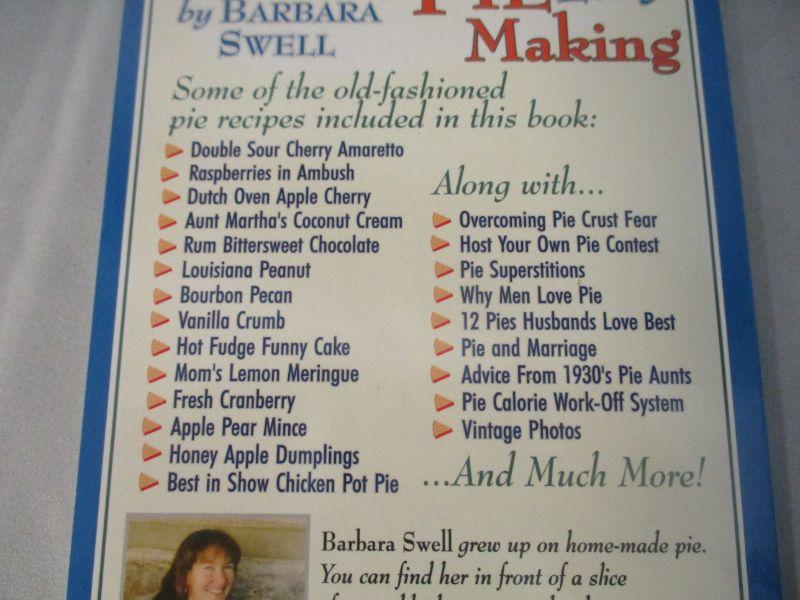 by BARBARA
SWELL
PIE
Making
Some of the old-fashioned
pie recipes included in this book:
Double Sour Cherry Amaretto
Raspberries in Ambush
Dutch Oven Apple Cherry
Aunt Martha's Coconut Cream
Rum Bittersweet Chocolate
Louisiana Peanut
Bourbon Pecan
Vanilla Crumb
Hot Fudge Funny Cake
Mom's Lemon Meringue
Fresh Cranberry
Apple Pear Mince
Honey Apple Dumplings
Best in Show Chicken Pot Pie
Along with...
Overcoming Pie Crust Fear
Host Your Own Pie Contest
Pie Superstitions
Why Men Love Pie
12 Pies Husbands Love Best
Pie and Marriage
Advice From 1930's Pie Aunts
Pie Calorie Work-Off System
Vintage Photos
...And Much More!
Barbara Swell grew up on home-made pie.
You can find her in front of a slice